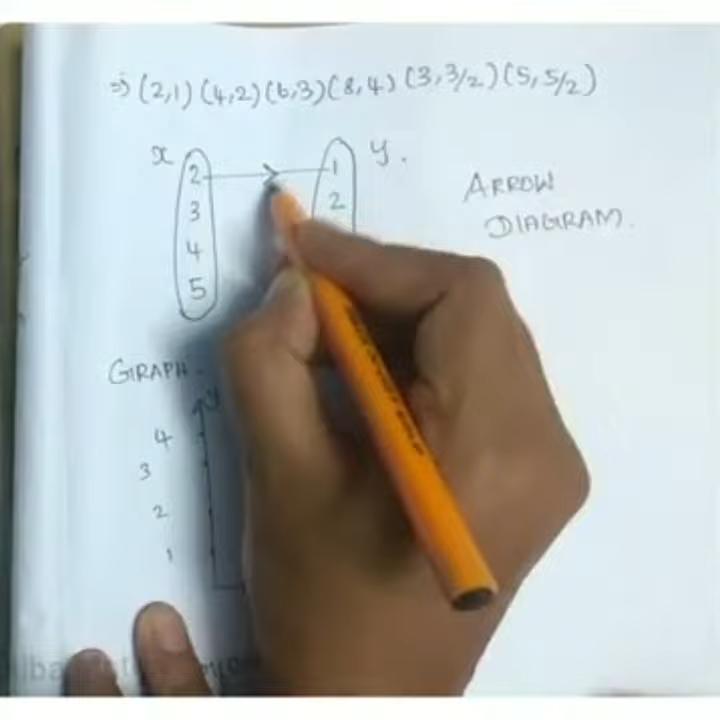 ⇒ (2,1) (4,2) (6,3) (8,4) (3,3/2) (5,5/2)
x y.
2 1
3 2
4
5
ARROW
DIAGRAM.
GRAPH.
y
4
3
2
1